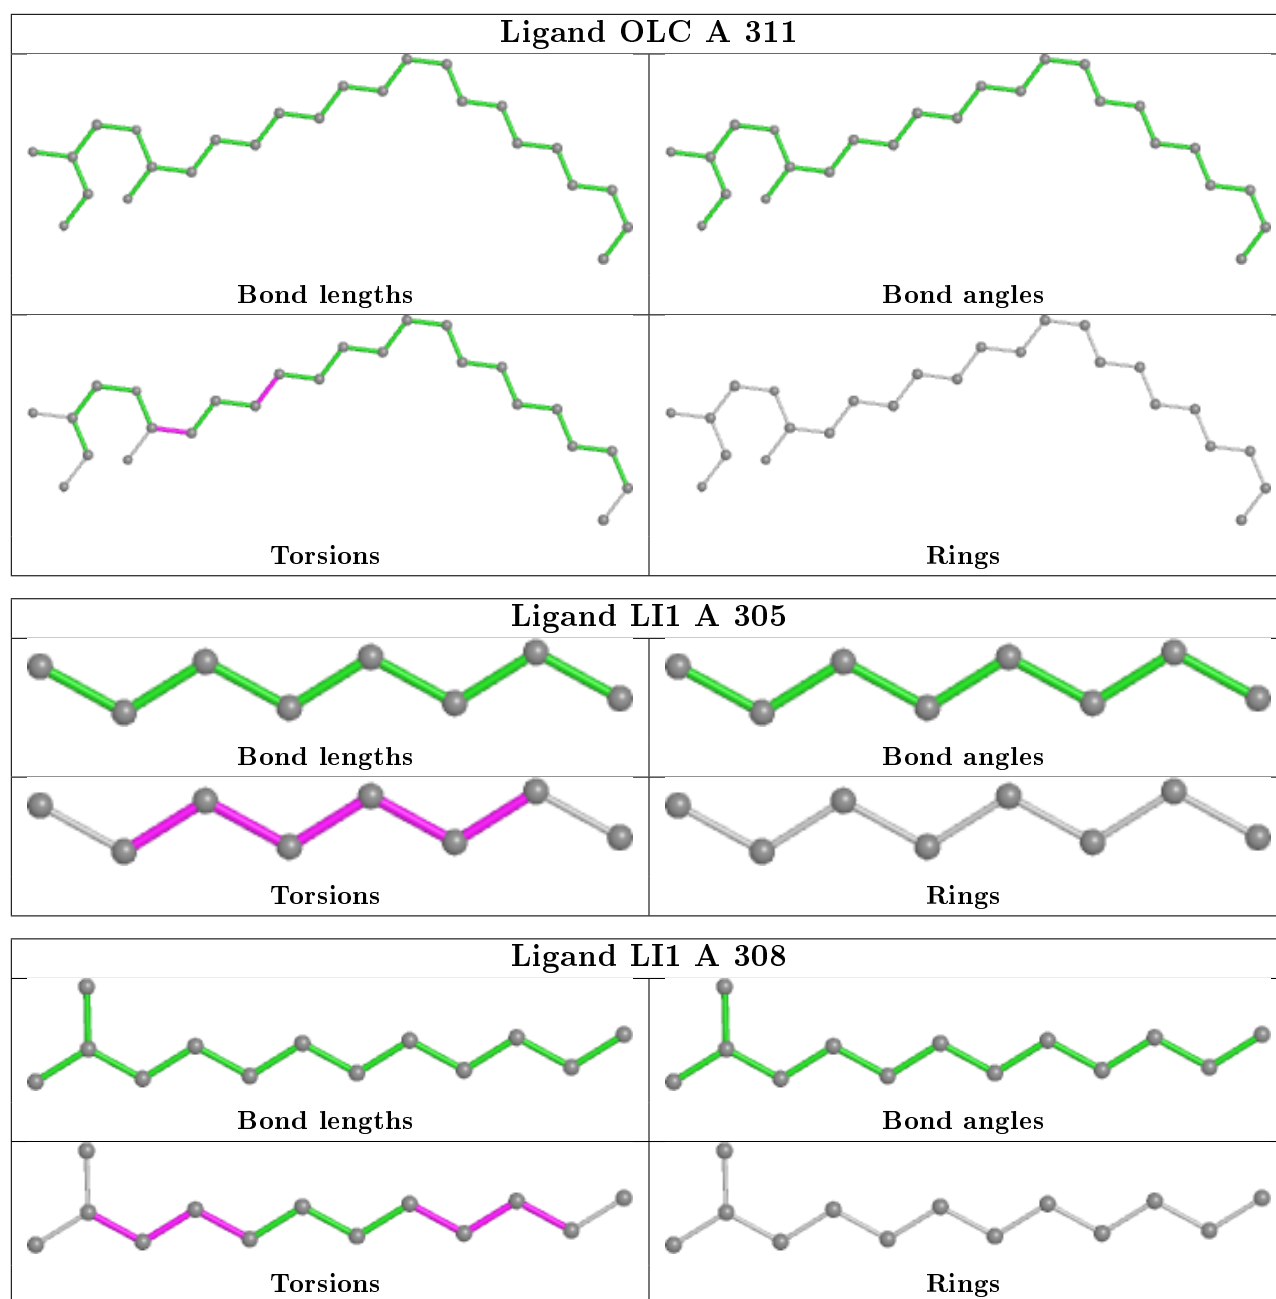 Ligand OLC A 311
Bond lengths
Bond angles
Torsions
Rings
Ligand LI1 A 305
Bond lengths
Bond angles
Torsions
Rings
Ligand LI1 A 308
Bond lengths
Bond angles
Torsions
Rings